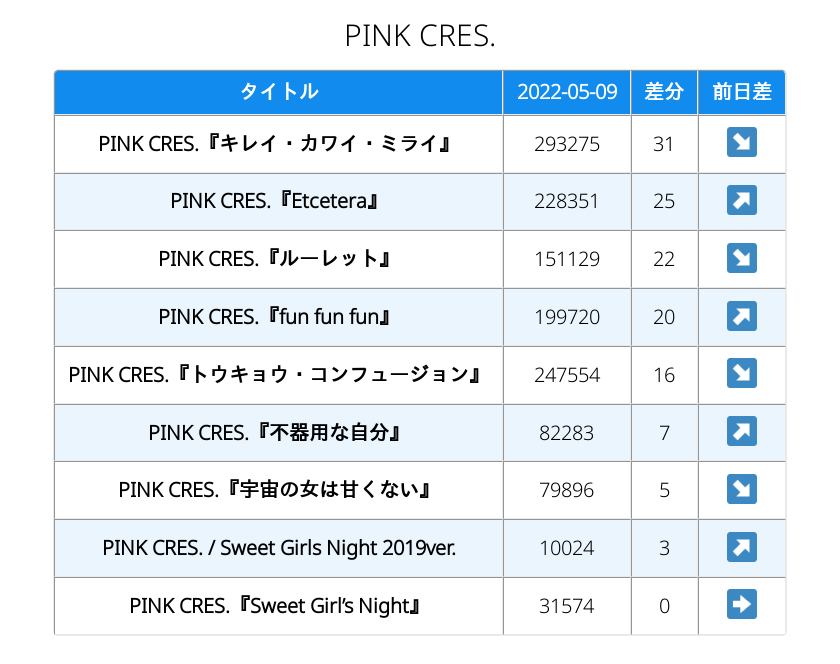 PINK CRES.
タイトル 2022-05-09 差分 前日差
PINK CRES.『キレイ・カワイ・ミライ』 293275 31
PINK CRES.『Etcetera』 228351 25
PINK CRES.『ルーレット』 151129 22
PINK CRES.『fun fun fun』 199720 20
PINK CRES.『トウキョウ・コンフュージョン』 247554 16
PINK CRES.『不器用な自分』 82283 7
PINK CRES.『宇宙の女は甘くない』 79896 5
PINK CRES. / Sweet Girls Night 2019ver. 10024 3
PINK CRES.『Sweet Girl’s Night』 31574 0